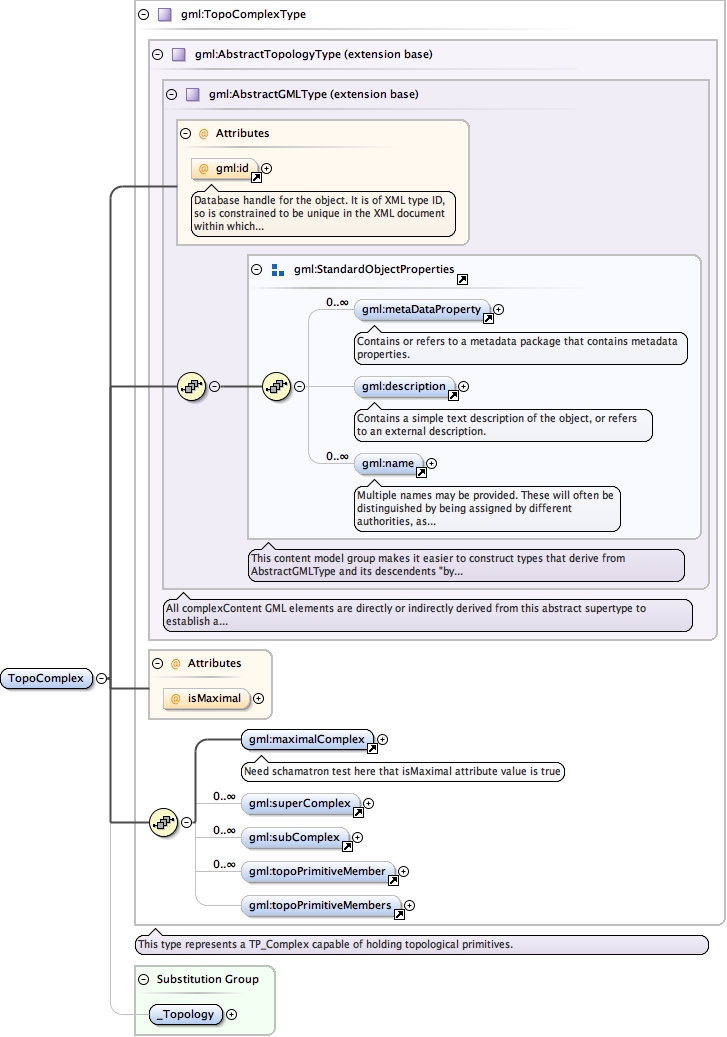 gml:TopoComplexType
gml:AbstractTopologyType (extension base)
gml:AbstractGMLType (extension base)
@ Attributes
@ gml:id
Database handle for the object. It is of XML type ID,
so is constrained to be unique in the XML document
within which...
gml:StandardObjectProperties
0..∞
gml:metaDataProperty
Contains or refers to a metadata package that contains metadata
properties.
gml:description
Contains a simple text description of the object, or refers
to an external description.
0..∞
gml:name
Multiple names may be provided. These will often be
distinguished by being assigned by different
authorities, as...
This content model group makes it easier to construct types that derive from
AbstractGMLType and its descendents "by...
All complexContent GML elements are directly or indirectly derived from this abstract supertype to
establish a...
TopoComplex
@ Attributes
@ isMaximal
gml:maximalComplex
Need schamatron test here that isMaximal attribute value is true
0..∞
gml:superComplex
0..∞
gml:subComplex
0..∞
gml:topoPrimitiveMember
gml:topoPrimitiveMembers
This type represents a TP_Complex capable of holding topological primitives.
Substitution Group
_Topology